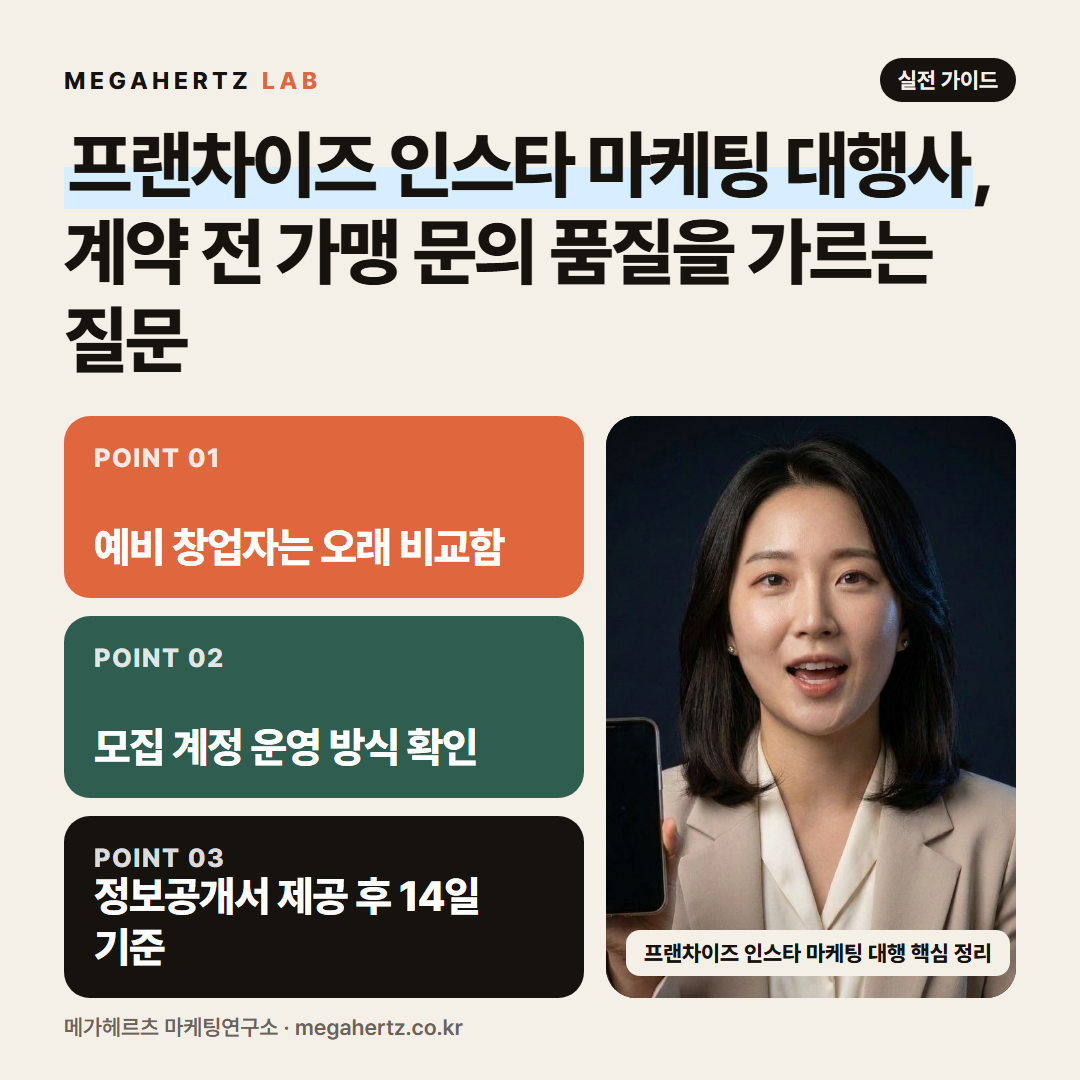 MEGAHERTZ LAB
실전 가이드
프랜차이즈 인스타 마케팅 대행사,
계약 전 가맹 문의 품질을 가르는
질문
POINT 01
예비 창업자는 오래 비교함
POINT 02
모집 계정 운영 방식 확인
POINT 03
정보공개서 제공 후 14일
기준
프랜차이즈 인스타 마케팅 대행 핵심 정리
메가헤르츠 마케팅연구소 · megahertz.co.kr